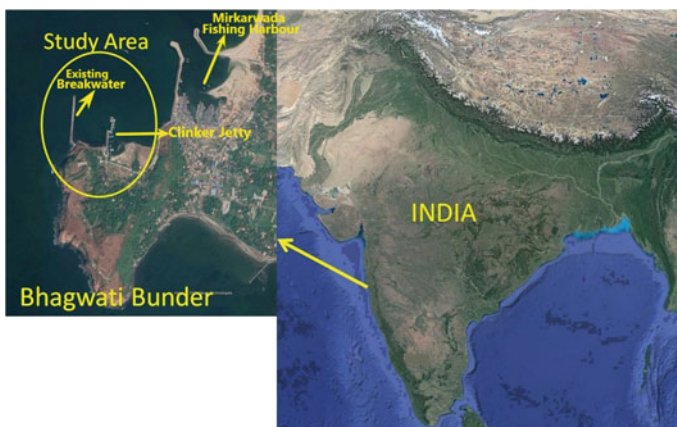 Mirkarwada
Fishing Harbour
Study Area
Existing
Breakwater
Clinker Jetty
INDIA
Bhagwati Bunder